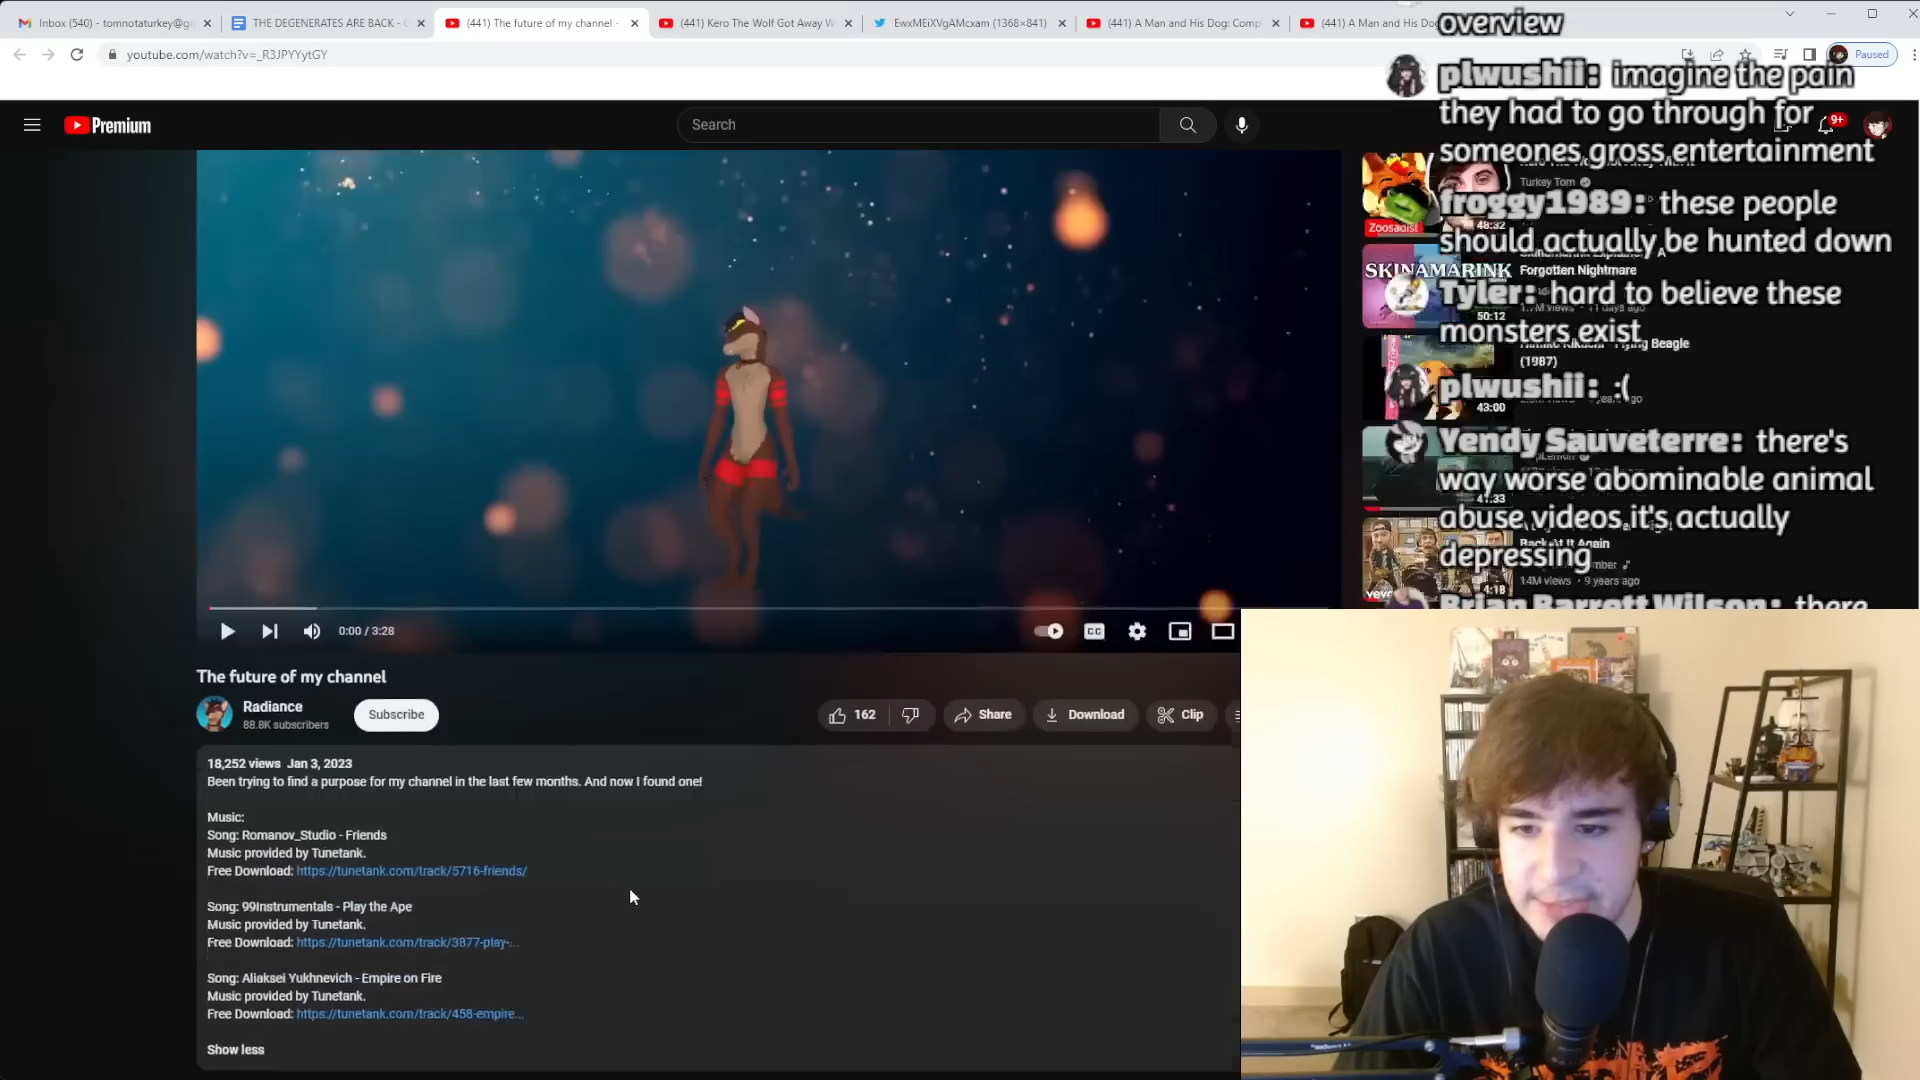 Inbox (540) - tomnotaturkey@g
THE DEGENERATES ARE BACK -
(441) The future of my channel -
(441) Kero The Wolf Got Away W
EwxMEiXVgAMcxam (1368×841)
(441) A Man and His Dog: Comp
(441) A Man and His Do
youtube.com/watch?v=_R3JPYYytGY
Paused
Premium
Search
9+
overview
plwushii: imagine the pain
they had to go through for
someones gross entertainment
froggy1989: these people
should actually be hunted down
Tyler: hard to believe these
monsters exist
plwushii: :(
Yendy Sauveterre: there's
way worse abominable animal
abuse videos it's actually
depressing
Brian Barrett Wilson: there
Turkey Tom
Zoosadist
48:32
SKINAMARINK
Forgotten Nightmare
50:12
Flying Beagle
(1987)
43:00
41:33
Back At It Again
14M views • 9 years ago
4:18
vevo
0:00 / 3:28
CC
The future of my channel
Radiance
88.8K subscribers
Subscribe
162
Share
Download
Clip
18,252 views Jan 3, 2023
Been trying to find a purpose for my channel in the last few months. And now I found one!
Music:
Song: Romanov_Studio - Friends
Music provided by Tunetank.
Free Download: https://tunetank.com/track/5716-friends/
Song: 99Instrumentals - Play the Ape
Music provided by Tunetank.
Free Download: https://tunetank.com/track/3877-play-...
Song: Aliaksei Yukhnevich - Empire on Fire
Music provided by Tunetank.
Free Download: https://tunetank.com/track/458-empire...
Show less